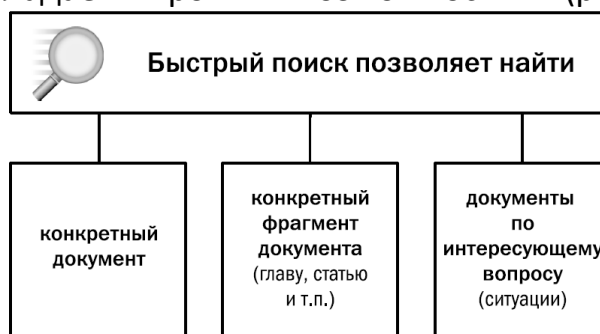 Быстрый поиск позволяет найти
конкретный
документ
конкретный
фрагмент
документа
(главу, статью
и т.п.)
документы
по
интересующему
вопросу
(ситуации)